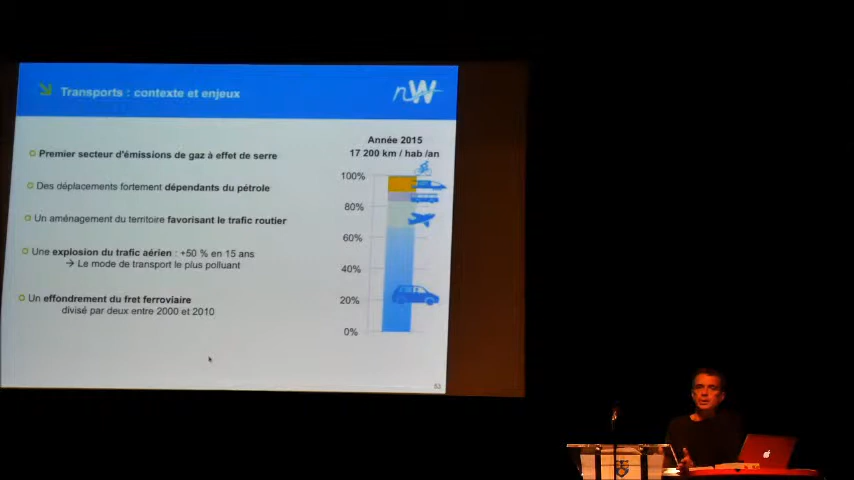 Transports : contexte et enjeux
nW
Année 2015
17 200 km / hab /an
Premier secteur d'émissions de gaz à effet de serre
Des déplacements fortement dépendants du pétrole
Un aménagement du territoire favorisant le trafic routier
Une explosion du trafic aérien : +50 % en 15 ans
→ Le mode de transport le plus polluant
Un effondrement du fret ferroviaire
divisé par deux entre 2000 et 2010
100%
80%
60%
40%
20%
0%